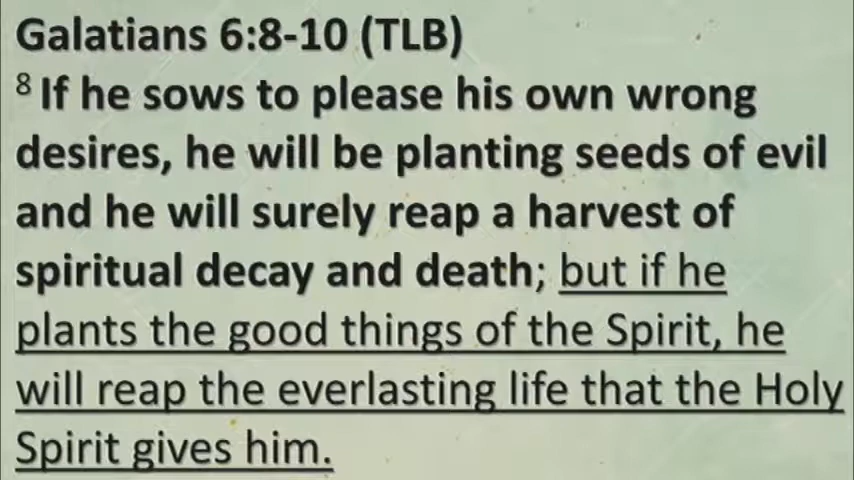 Galatians 6:8-10 (TLB)
8 If he sows to please his own wrong
desires, he will be planting seeds of evil
and he will surely reap a harvest of
spiritual decay and death; but if he
plants the good things of the Spirit, he
will reap the everlasting life that the Holy
Spirit gives him.